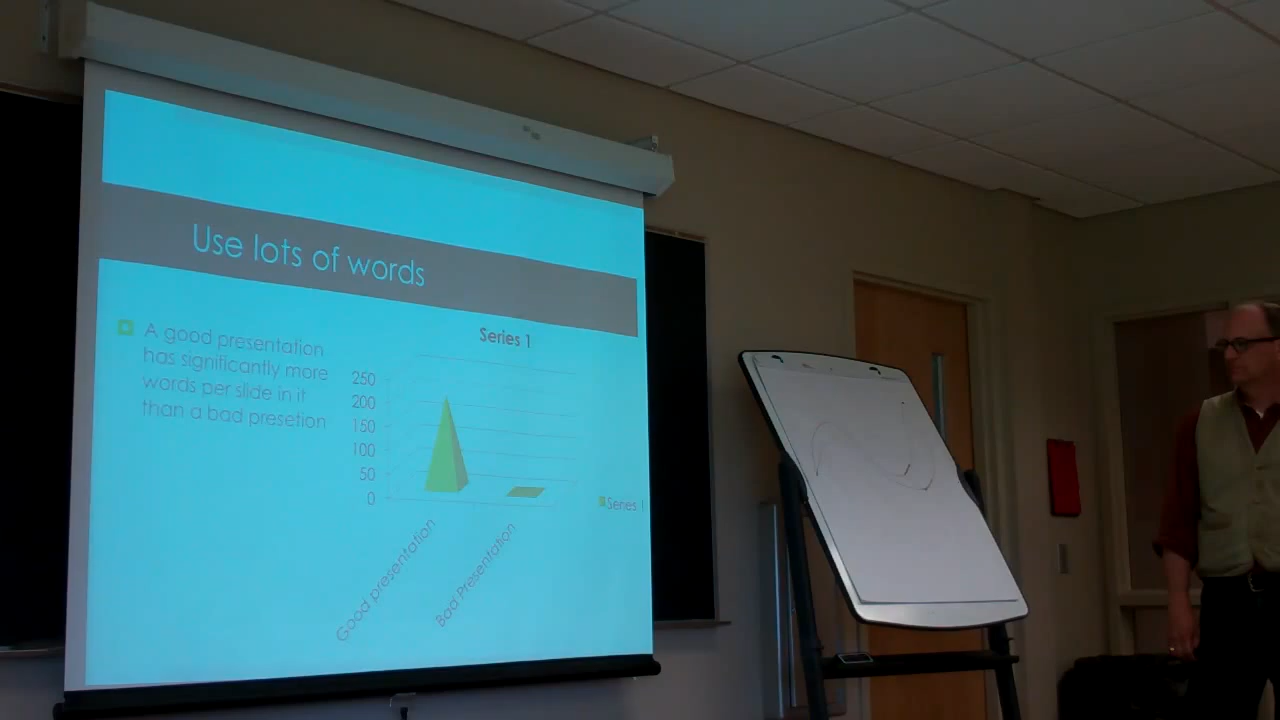 Use lots of words
A good presentation
has significantly more
words per slide in it
than a bad presetion
Series 1
250
200
150
100
50
0
Good presentation
Bad Presentation
Series 1